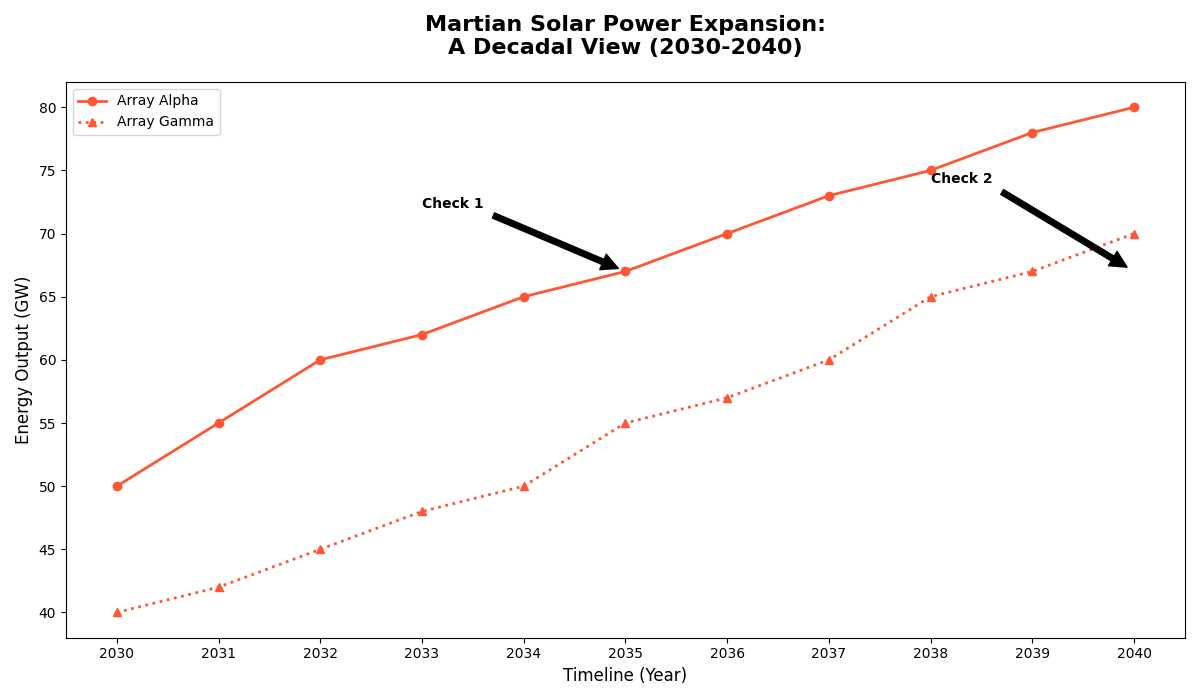 Martian Solar Power Expansion:
A Decadal View (2030-2040)
Array Alpha
Array Gamma
Check 1
Check 2
Energy Output (GW)
80
75
70
65
60
55
50
45
40
2030 2031 2032 2033 2034 2035 2036 2037 2038 2039 2040
Timeline (Year)